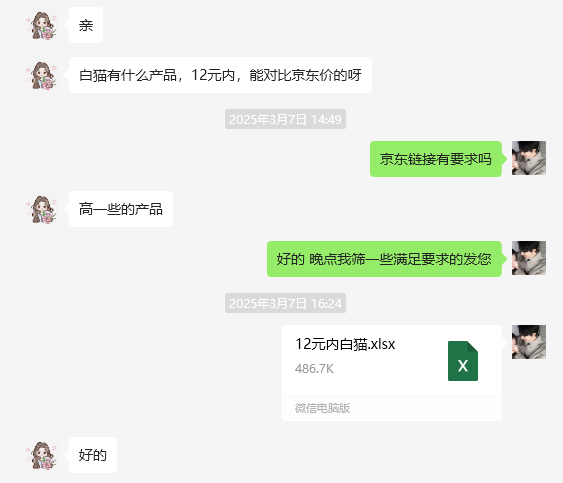 亲
白猫有什么产品，12元内，能对比京东价的呀
2025年3月7日 14:49
京东链接有要求吗
高一些的产品
好的 晚点我筛一些满足要求的发您
2025年3月7日 16:24
12元内白猫.xlsx
486.7K
X
微信电脑版
好的